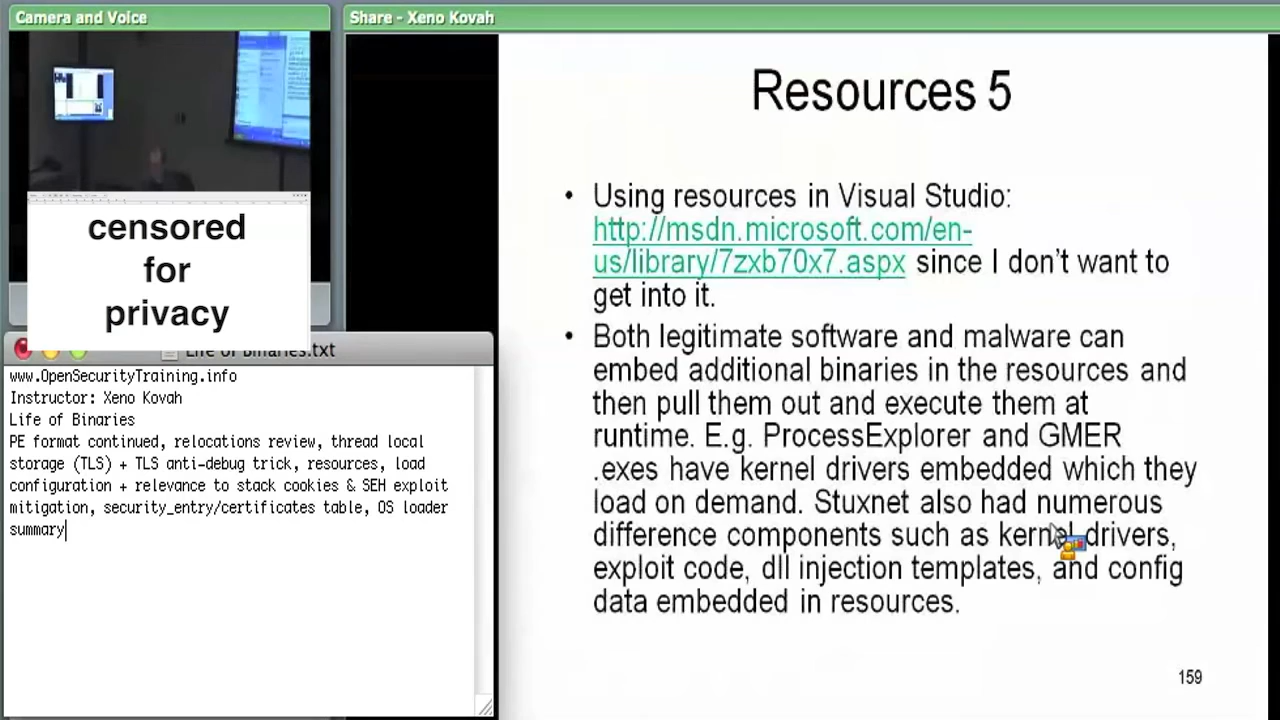 Camera and Voice
Share - Xeno Kovah
censored
for
privacy
Life of Binaries.txt
www.OpenSecurityTraining.info
Instructor: Xeno Kovah
Life of Binaries
PE format continued, relocations review, thread local
storage (TLS) + TLS anti-debug trick, resources, load
configuration + relevance to stack cookies & SEH exploit
mitigation, security_entry/certificates table, OS loader
summary
Resources 5
• Using resources in Visual Studio:
http://msdn.microsoft.com/en-
us/library/7zxb70x7.aspx since I don't want to
get into it.
• Both legitimate software and malware can
embed additional binaries in the resources and
then pull them out and execute them at
runtime. E.g. ProcessExplorer and GMER
.exes have kernel drivers embedded which they
load on demand. Stuxnet also had numerous
difference components such as kernel drivers,
exploit code, dll injection templates, and config
data embedded in resources.
159